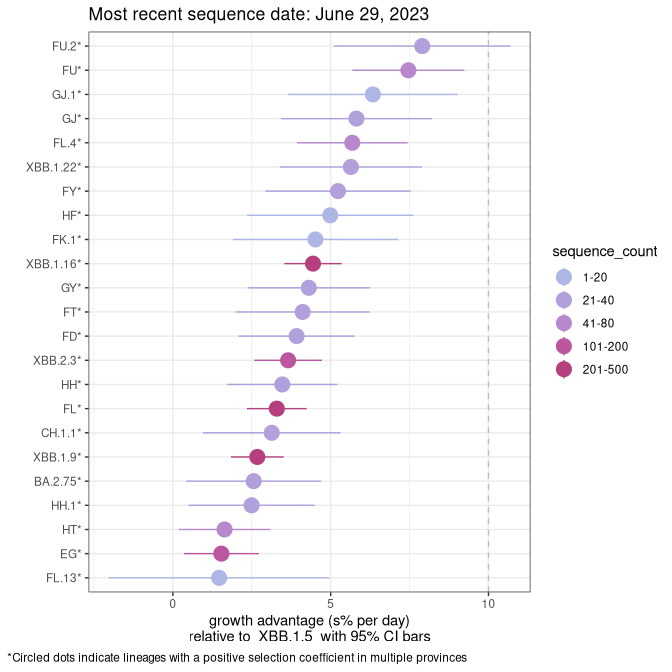 Most recent sequence date: June 29, 2023
FU.2*
FU*
GJ.1*
GJ*
FL.4*
XBB.1.22*
FY*
HF*
FK.1*
XBB.1.16*
GY*
FT*
FD*
XBB.2.3*
HH*
FL*
CH.1.1*
XBB.1.9*
BA.2.75*
HH.1*
HT*
EG*
FL.13*
0 5 10
growth advantage (s% per day)
relative to XBB.1.5 with 95% CI bars
sequence_count
1-20
21-40
41-80
101-200
201-500
*Circled dots indicate lineages with a positive selection coefficient in multiple provinces